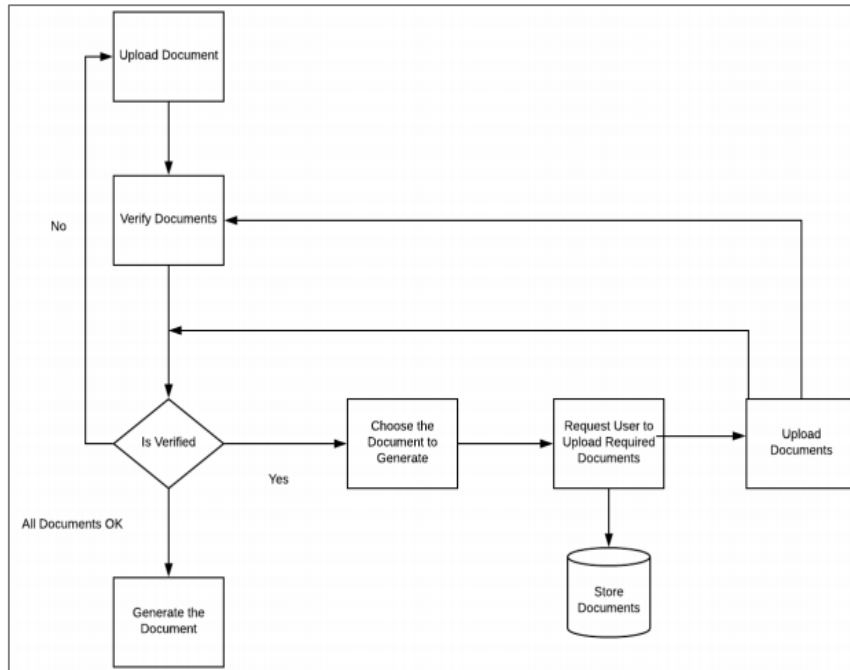 Upload Document
Verify Documents
No
Is Verified
Choose the
Document to
Generate
Request User to
Upload Required
Documents
Upload
Documents
Yes
All Documents OK
Generate the
Document
Store
Documents